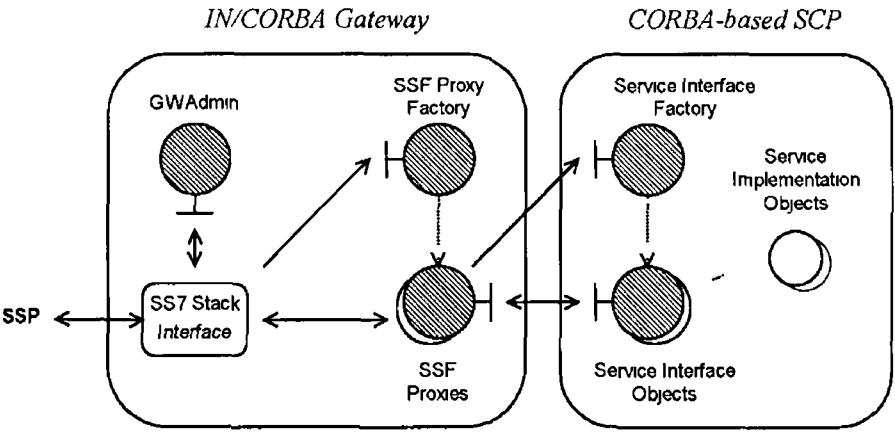 IN/CORBA Gateway
CORBA-based SCP
GWAdmin
SSF Proxy
Factory
Service Interface
Factory
Service
Implementation
Objects
SSP
SS7 Stack
Interface
SSF
Proxies
Service Interface
Objects